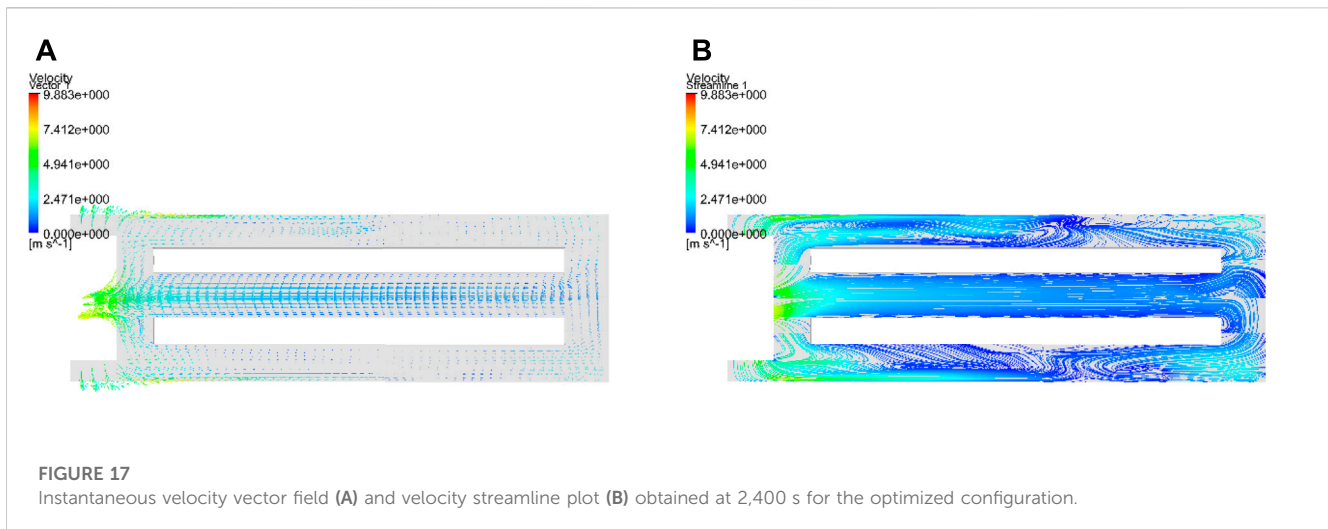 A
Velocity
Vector 1
9.883e+000
7.412e+000
4.941e+000
2.471e+000
0.000e+000
[m s^-1]
B
Velocity
Streamline 1
9.883e+000
7.412e+000
4.941e+000
2.471e+000
0.000e+000
[m s^-1]
FIGURE 17
Instantaneous velocity vector field (A) and velocity streamline plot (B) obtained at 2,400 s for the optimized configuration.